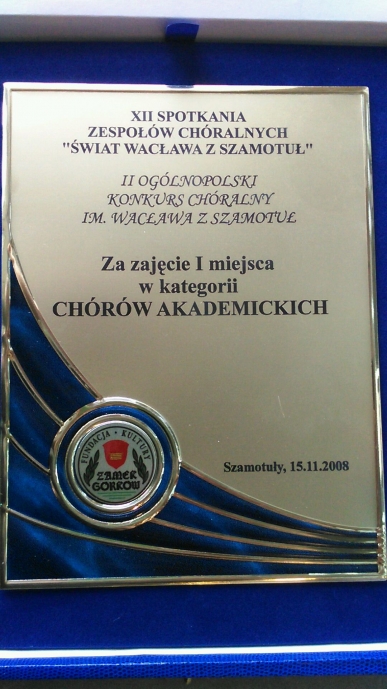 XII SPOTKANIA
ZESPOŁÓW CHÓRALNYCH
"ŚWIAT WACŁAWA Z SZAMOTUŁ"
II OGÓLNOPOLSKI
KONKURS CHÓRALNY
IM. WACŁAWA Z SZAMOTUŁ
Za zajęcie I miejsca
w kategorii
CHÓRÓW AKADEMICKICH
FUNDACJA • KULTURY
ZAMEK
GORKÓW
Szamotuły, 15.11.2008